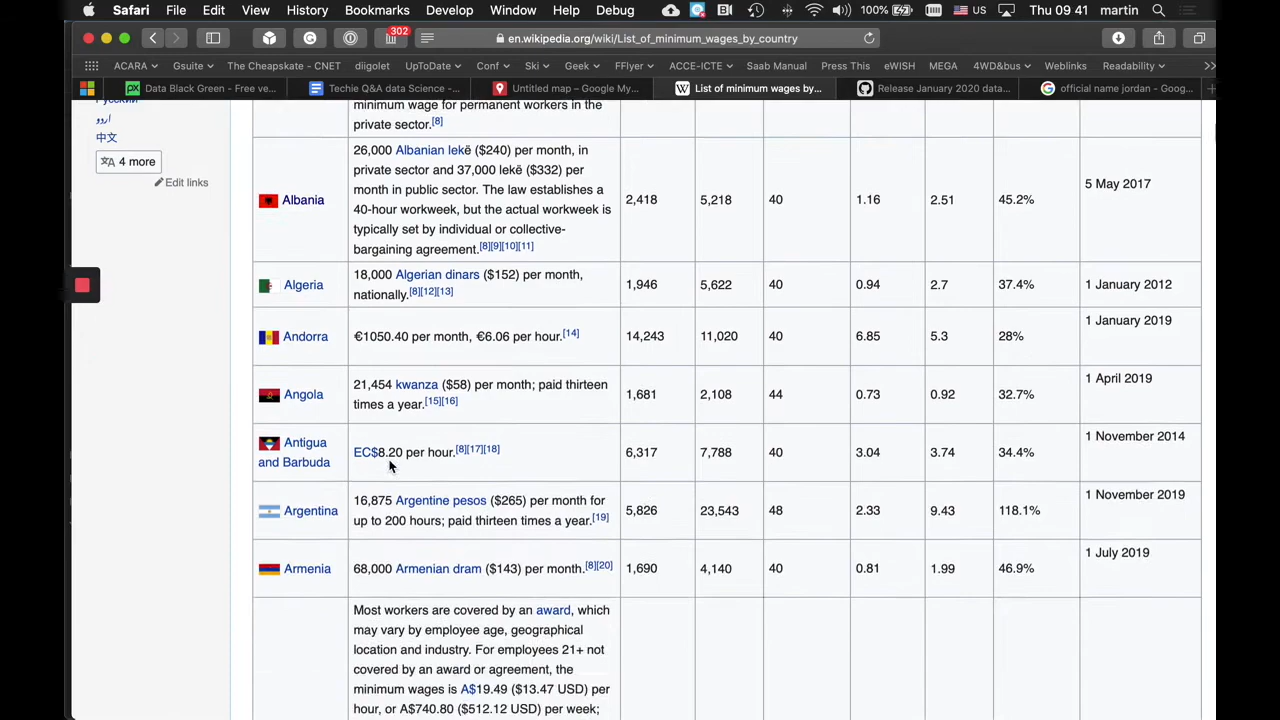 Safari File Edit View History Bookmarks Develop Window Help Debug 100% US Thu 09 41 martin
302
en.wikipedia.org/wiki/List_of_minimum_wages_by_country
ACARA Gsuite The Cheapskate - CNET diigolet UpToDate Conf Ski Geek FFlyer ACCE-ICTE Saab Manual Press This eWISH MEGA 4WD&bus Weblinks Readability
Data Black Green - Free ve... Techie Q&A data Science -... Untitled map – Google My... List of minimum wages by... Release January 2020 data... official name jordan - Goog...
Русский
اردو
中文
4 more
Edit links
minimum wage for permanent workers in the
private sector.[8]
Albania
26,000 Albanian lekë ($240) per month, in
private sector and 37,000 lekë ($332) per
month in public sector. The law establishes a
40-hour workweek, but the actual workweek is
typically set by individual or collective-
bargaining agreement.[8][9][10][11]
2,418 5,218 40 1.16 2.51 45.2% 5 May 2017
Algeria
18,000 Algerian dinars ($152) per month,
nationally.[8][12][13]
1,946 5,622 40 0.94 2.7 37.4% 1 January 2012
Andorra
€1050.40 per month, €6.06 per hour.[14]
14,243 11,020 40 6.85 5.3 28% 1 January 2019
Angola
21,454 kwanza ($58) per month; paid thirteen
times a year.[15][16]
1,681 2,108 44 0.73 0.92 32.7% 1 April 2019
Antigua
and Barbuda
EC$8.20 per hour.[8][17][18]
6,317 7,788 40 3.04 3.74 34.4% 1 November 2014
Argentina
16,875 Argentine pesos ($265) per month for
up to 200 hours; paid thirteen times a year.[19]
5,826 23,543 48 2.33 9.43 118.1% 1 November 2019
Armenia
68,000 Armenian dram ($143) per month.[8][20]
1,690 4,140 40 0.81 1.99 46.9% 1 July 2019
Most workers are covered by an award, which
may vary by employee age, geographical
location and industry. For employees 21+ not
covered by an award or agreement, the
minimum wages is A$19.49 ($13.47 USD) per
hour, or A$740.80 ($512.12 USD) per week;